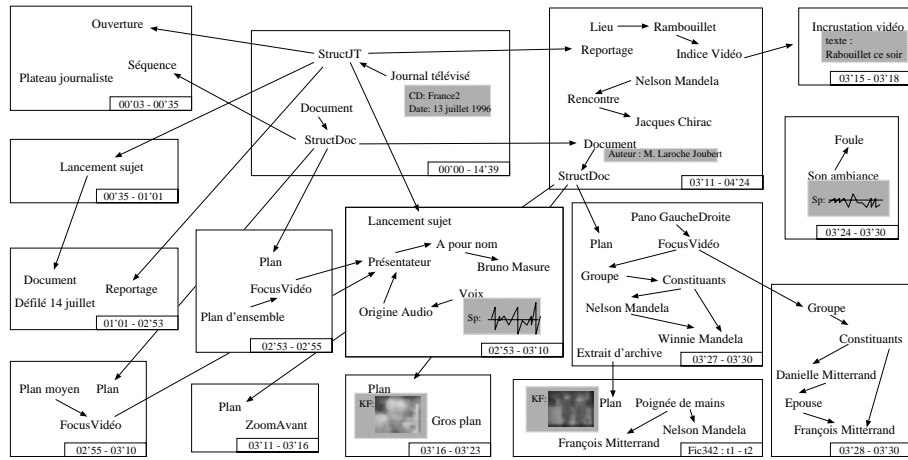 Ouverture
Séquence
Plateau journaliste
00'03 - 00'35
StructJT
Journal télévisé
CD: France2
Date: 13 juillet 1996
Document
StructDoc
00'00 - 14'39
Lieu
Rambouillet
Reportage
Indice Vidéo
Nelson Mandela
Rencontre
Jacques Chirac
Document
Auteur : M. Laroche Joubert
StructDoc
03'11 - 04'24
Incrustation vidéo
texte :
Rabouillet ce soir
03'15 - 03'18
Foule
Son ambiance
Sp:
03'24 - 03'30
Lancement sujet
00'35 - 01'01
Document
Défilé 14 juillet
Reportage
01'01 - 02'53
Plan
FocusVidéo
Plan d'ensemble
02'53 - 02'55
Lancement sujet
A pour nom
Présentateur
Bruno Masure
Voix
Origine Audio
Sp:
02'53 - 03'10
Pano GaucheDroite
Plan
FocusVidéo
Groupe
Constituants
Nelson Mandela
Winnie Mandela
Extrait d'archive
03'27 - 03'30
Groupe
Constituants
Danielle Mitterrand
Epouse
François Mitterrand
03'28 - 03'30
Plan moyen
Plan
FocusVidéo
02'55 - 03'10
Plan
ZoomAvant
03'11 - 03'16
Plan
KF:
Gros plan
03'16 - 03'23
KF:
Plan
Poignée de mains
Nelson Mandela
François Mitterrand
Fic342 : t1 - t2